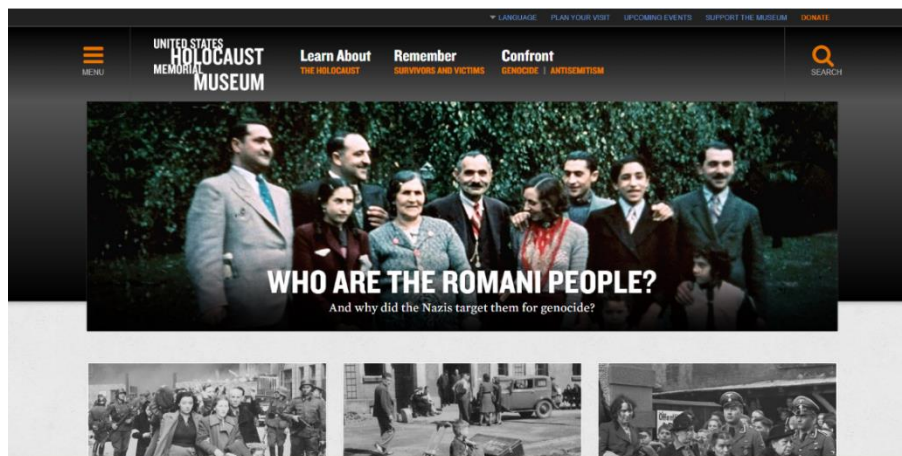 LANGUAGE PLAN YOUR VISIT UPCOMING EVENTS SUPPORT THE MUSEUM DONATE
MENU
UNITED STATES
HOLOCAUST
MEMORIAL
MUSEUM
Learn About
THE HOLOCAUST
Remember
SURVIVORS AND VICTIMS
Confront
GENOCIDE | ANTISEMITISM
SEARCH
WHO ARE THE ROMANI PEOPLE?
And why did the Nazis target them for genocide?